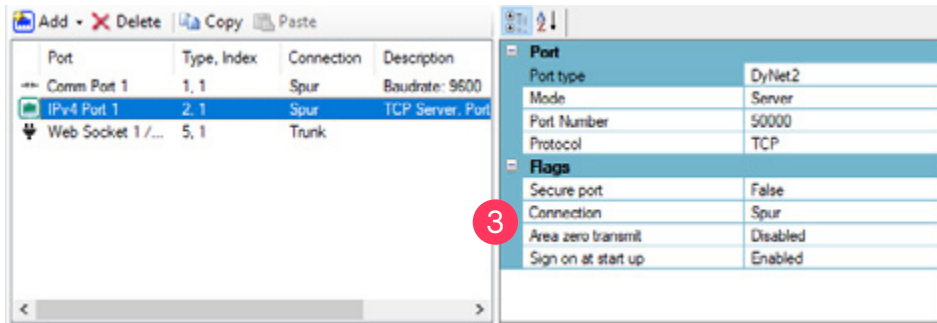 Add Delete Copy Paste
Port Type, Index Connection Description
Comm Port 1 1, 1 Spur Baudrate: 9600
IPv4 Port 1 2, 1 Spur TCP Server, Port
Web Socket 1 /... 5, 1 Trunk
Port
Port type DyNet2
Mode Server
Port Number 50000
Protocol TCP
Flags
Secure port False
3
Connection Spur
Area zero transmit Disabled
Sign on at start up Enabled